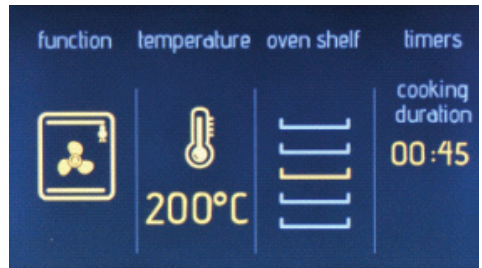 function temperature oven shelf timers
cooking
duration
00:45
200°C